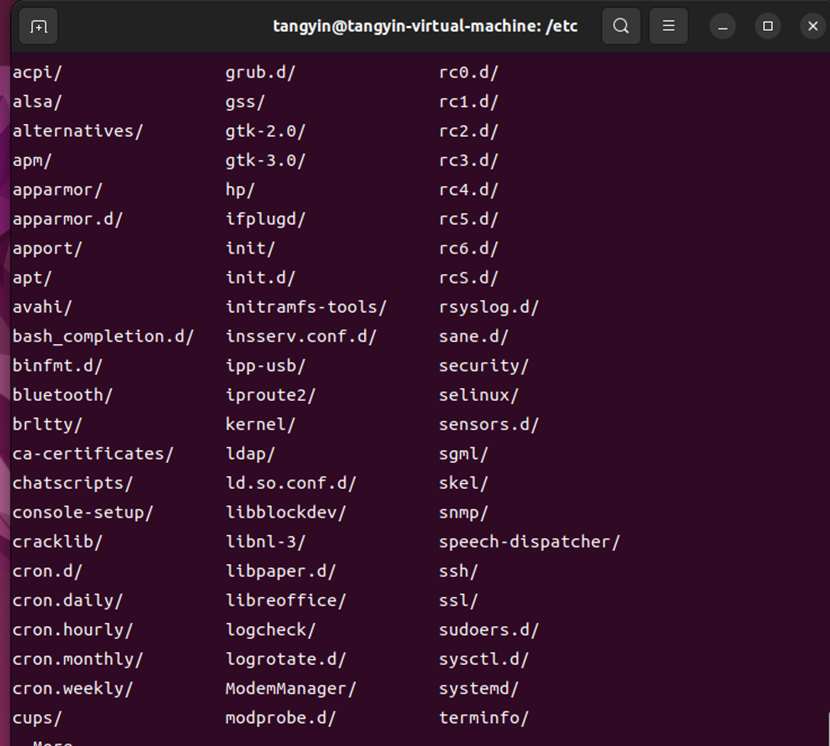 tangyin@tangyin-virtual-machine: /etc
acpi/ grub.d/ rc0.d/
alsa/ gss/ rc1.d/
alternatives/ gtk-2.0/ rc2.d/
apm/ gtk-3.0/ rc3.d/
apparmor/ hp/ rc4.d/
apparmor.d/ ifplugd/ rc5.d/
apport/ init/ rc6.d/
apt/ init.d/ rcS.d/
avahi/ initramfs-tools/ rsyslog.d/
bash_completion.d/ insserv.conf.d/ sane.d/
binfmt.d/ ipp-usb/ security/
bluetooth/ iproute2/ selinux/
brltty/ kernel/ sensors.d/
ca-certificates/ ldap/ sgml/
chatscripts/ ld.so.conf.d/ skel/
console-setup/ libblockdev/ snmp/
cracklib/ libnl-3/ speech-dispatcher/
cron.d/ libpaper.d/ ssh/
cron.daily/ libreoffice/ ssl/
cron.hourly/ logcheck/ sudoers.d/
cron.monthly/ logrotate.d/ sysctl.d/
cron.weekly/ ModemManager/ systemd/
cups/ modprobe.d/ terminfo/
More